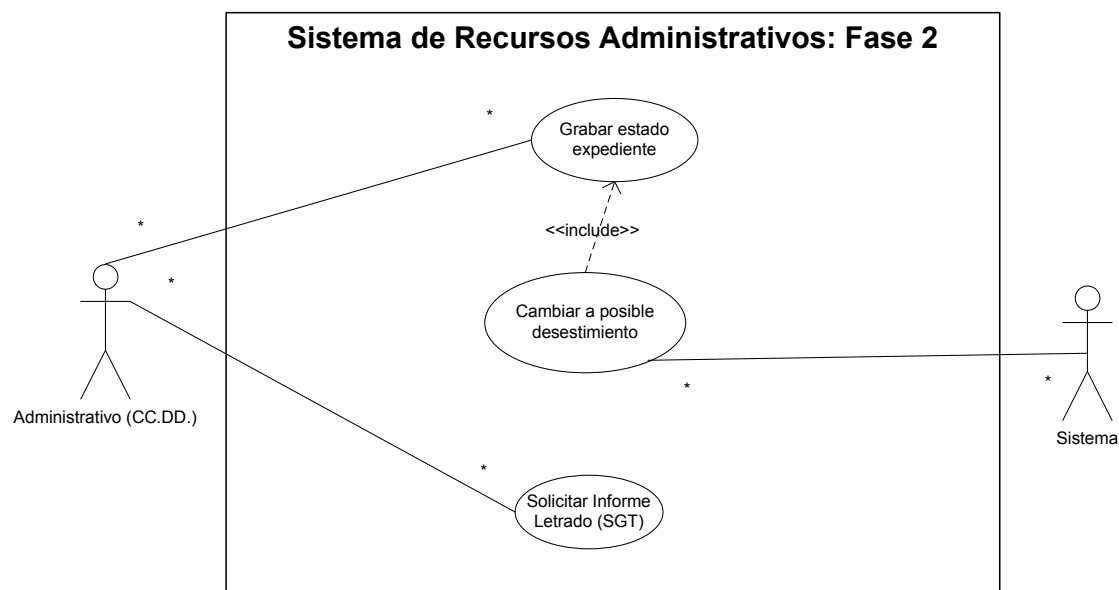 Sistema de Recursos Administrativos: Fase 2
*
Grabar estado
expediente
*
<<include>>
*
Cambiar a posible
desestimiento
*
*
Administrativo (CC.DD.)
Sistema
*
Solicitar Informe
Letrado (SGT)